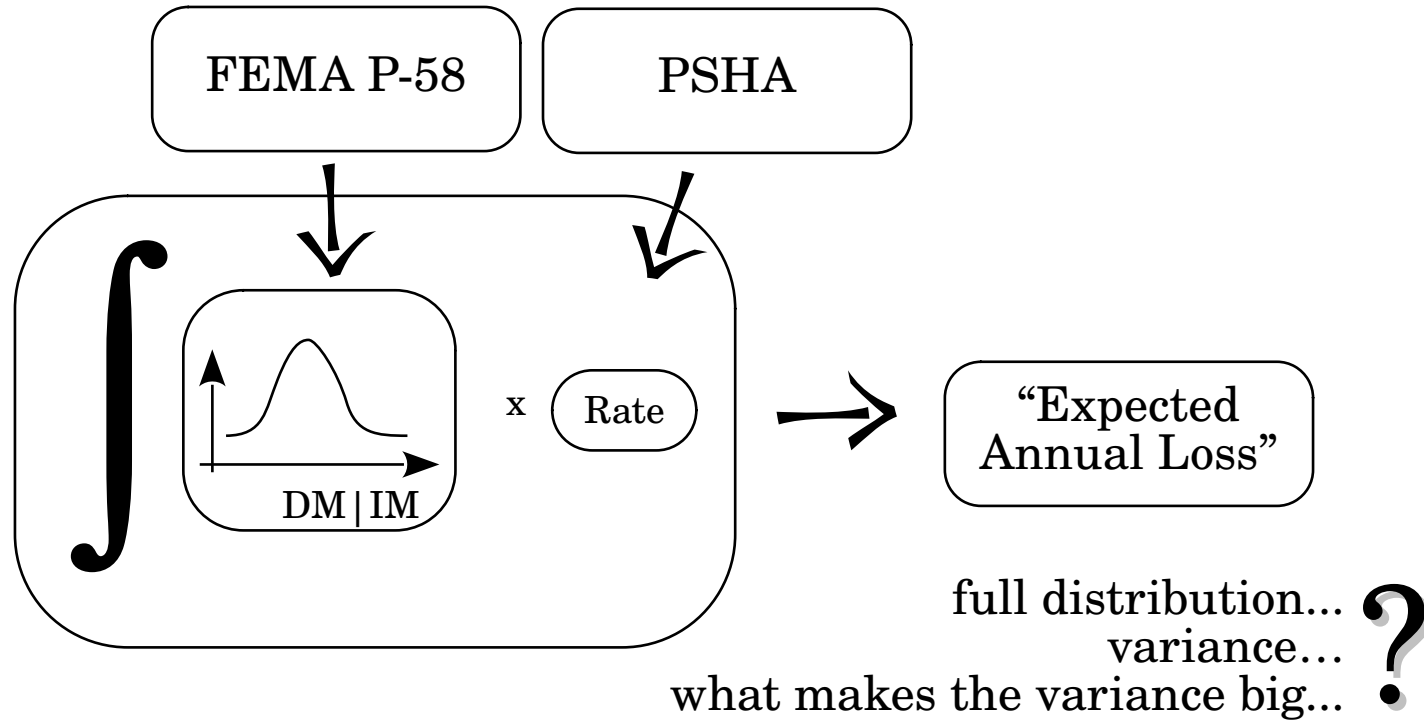 FEMA P-58
PSHA
x
Rate
DM|IM
“Expected
Annual Loss”
full distribution...
variance...
what makes the variance big...
?